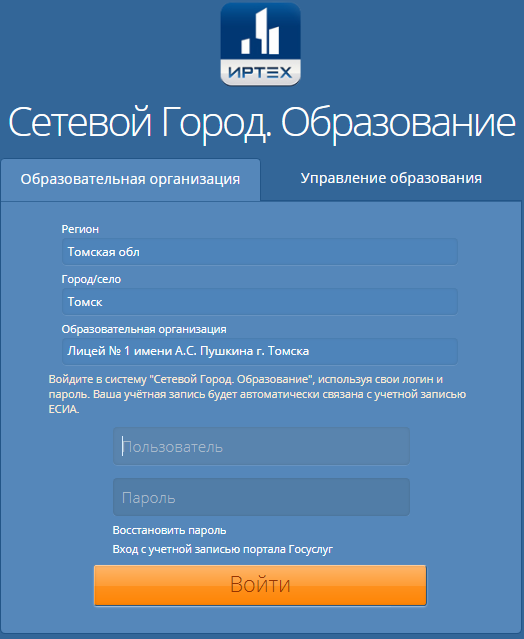 ИРТЕХ
Сетевой Город. Образование
Образовательная организация
Управление образования
Регион
Томская обл
Город/село
Томск
Образовательная организация
Лицей № 1 имени А.С. Пушкина г. Томска
Войдите в систему "Сетевой Город. Образование", используя свои логин и
пароль. Ваша учётная запись будет автоматически связана с учетной записью
ЕСИА.
Пользователь
Пароль
Восстановить пароль
Вход с учетной записью портала Госуслуг
Войти